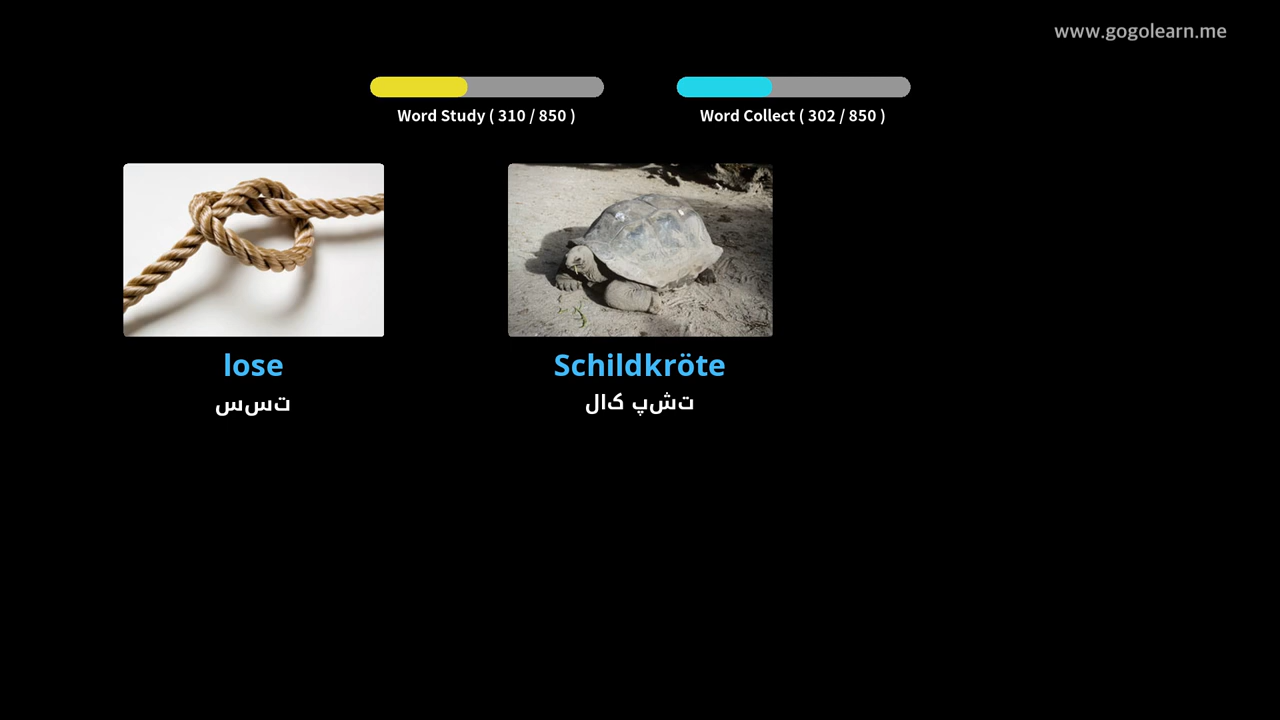 www.gogolearn.me
Word Study ( 310 / 850 )
Word Collect ( 302 / 850 )
lose
تسس
Schildkröte
تشپ کال